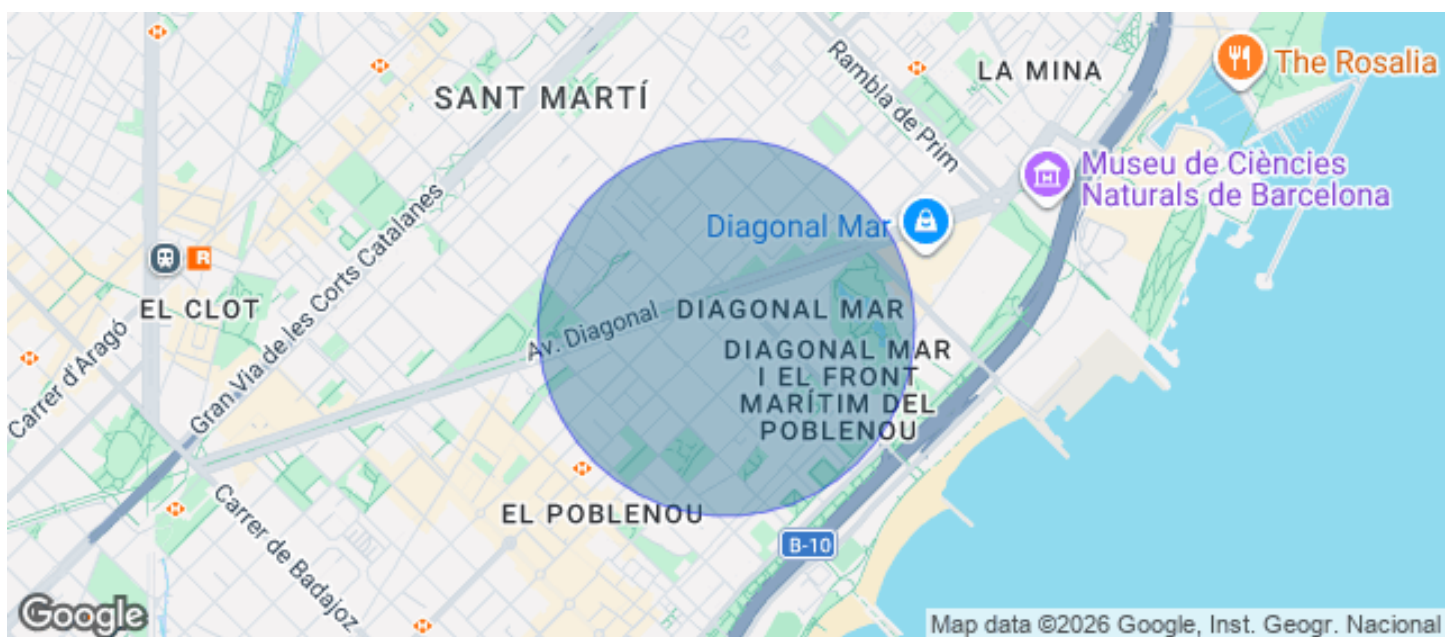 SANT MARTÍ
LA MINA
The Rosalia
Rambla de Prim
Museu de Ciències
Naturals de Barcelona
Diagonal Mar
R
EL CLOT
Gran Via de les Corts Catalanes
Av. Diagonal
DIAGONAL MAR
DIAGONAL MAR
I EL FRONT
MARÍTIM DEL
POBLENOU
Carrer d'Aragó
EL POBLENOU
Carrer de Badajoz
B-10
Google
Map data ©2026 Google, Inst. Geogr. Nacional